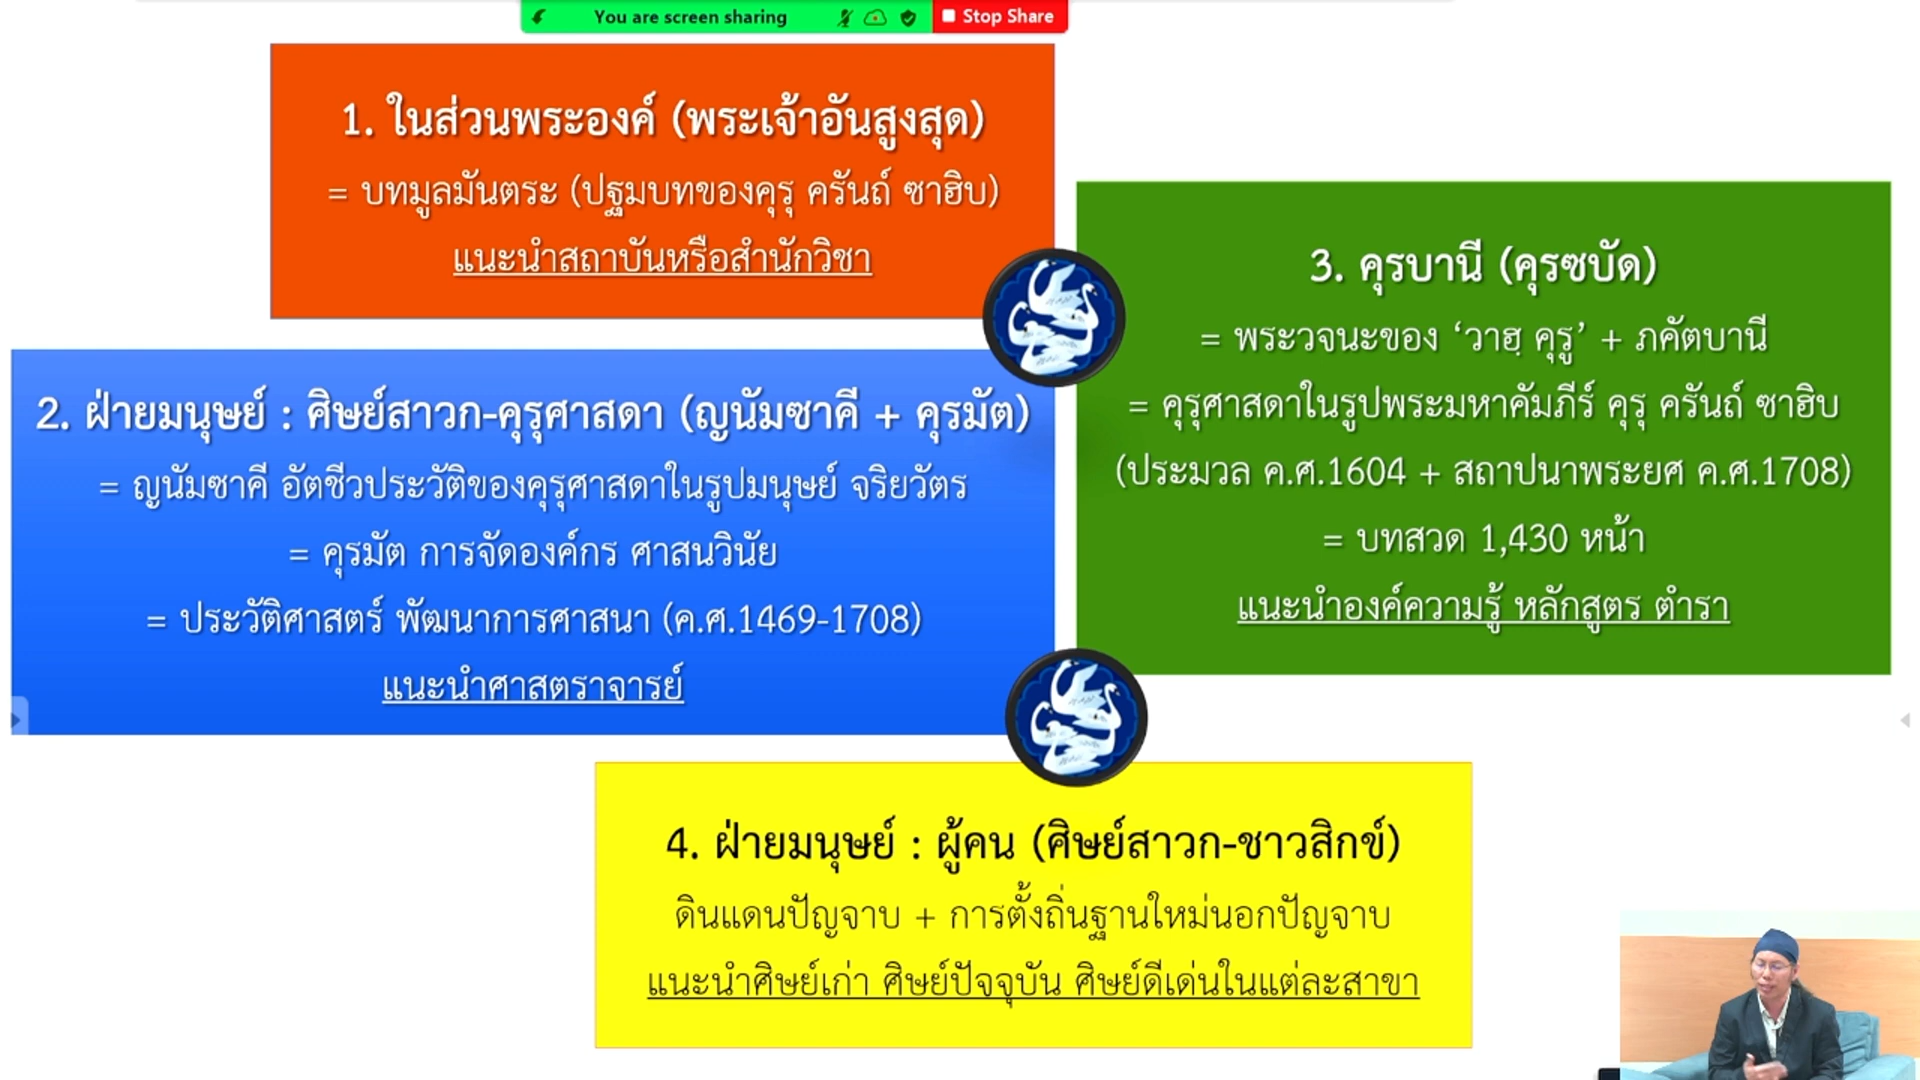 You are screen sharing
Stop Share
1. ในส่วนพระองค์ (พระเจ้าอันสูงสุด)
= บทมูลมันตระ (ปฐมบทของคุรุ ครันถ์ ซาฮิบ)
แนะนำสถาบันหรือสำนักวิชา
2. ฝ่ายมนุษย์ : ศิษย์สาวก-คุรุศาสดา (ญนัมซาคี + คุรมัต)
= ญนัมซาคี อัตชีวประวัติของคุรุศาสดาในรูปมนุษย์ จริยวัตร
= คุรมัต การจัดองค์กร ศาสนวินัย
= ประวัติศาสตร์ พัฒนาการศาสนา (ค.ศ.1469-1708)
แนะนำศาสตราจารย์
3. คุรบานี (คุรซบัด)
= พระวจนะของ ‘วาฮฺ คุรู’ + ภคัตบานี
= คุรุศาสดาในรูปพระมหาคัมภีร์ คุรุ ครันถ์ ซาฮิบ
(ประมวล ค.ศ.1604 + สถาปนาพระยศ ค.ศ.1708)
= บทสวด 1,430 หน้า
แนะนำองค์ความรู้ หลักสูตร ตำรา
4. ฝ่ายมนุษย์ : ผู้คน (ศิษย์สาวก-ชาวสิกข์)
ดินแดนปัญจาบ + การตั้งถิ่นฐานใหม่นอกปัญจาบ
แนะนำศิษย์เก่า ศิษย์ปัจจุบัน ศิษย์ดีเด่นในแต่ละสาขา